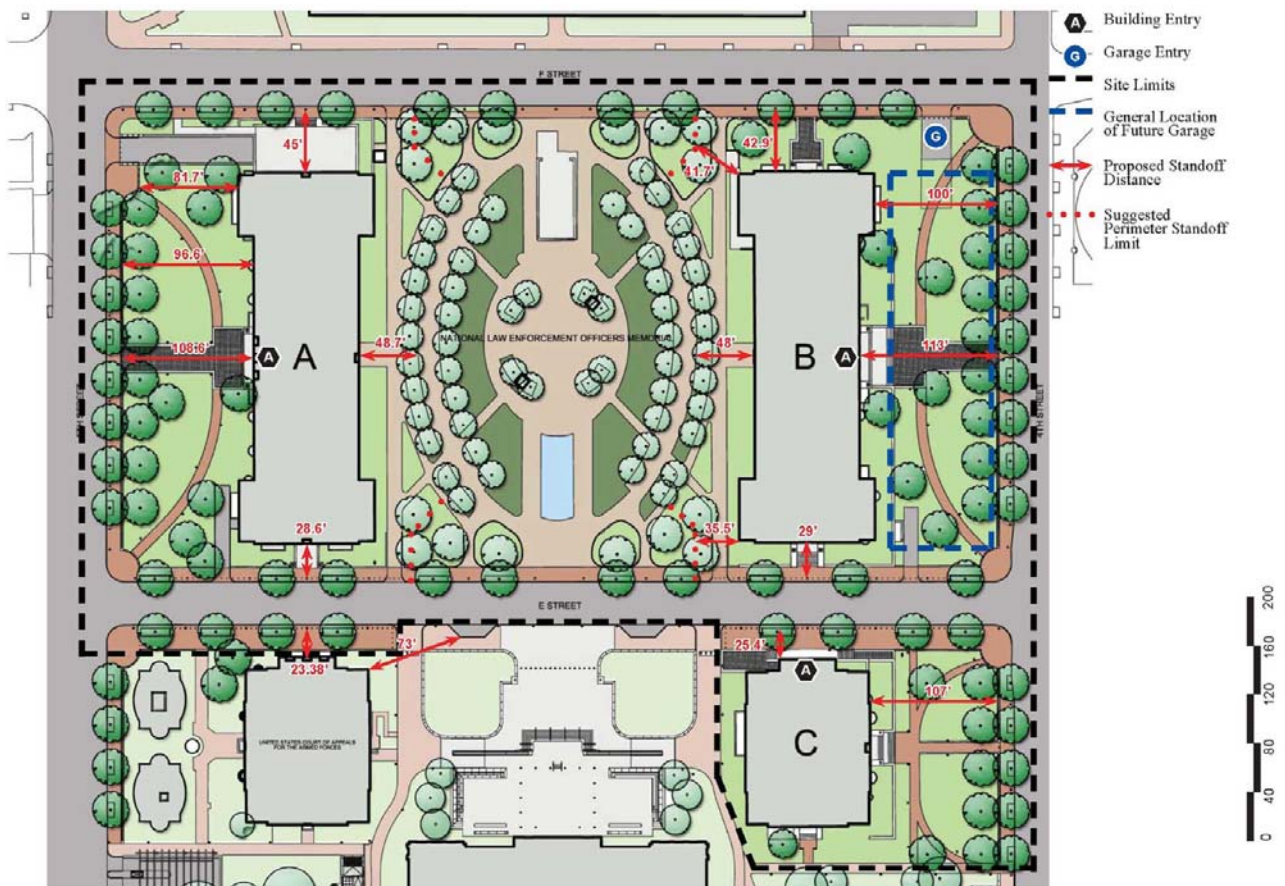 A Building Entry
G Garage Entry
Site Limits
General Location
of Future Garage
Proposed Standoff
Distance
Suggested
Perimeter Standoff
Limit
F STREET
G
45'
42.9'
41.7'
81.7'
100'
96.6'
NATIONAL LAW ENFORCEMENT OFFICERS MEMORIAL
108.6'
A
A
48.7'
48'
B
A
113'
4TH STREET
28.6'
35.5'
29'
E STREET
73'
23.38'
25.4'
A
107'
UNITED STATES COURT OF APPEALS
FOR THE ARMED FORCES
C
0 40 80 120 160 200